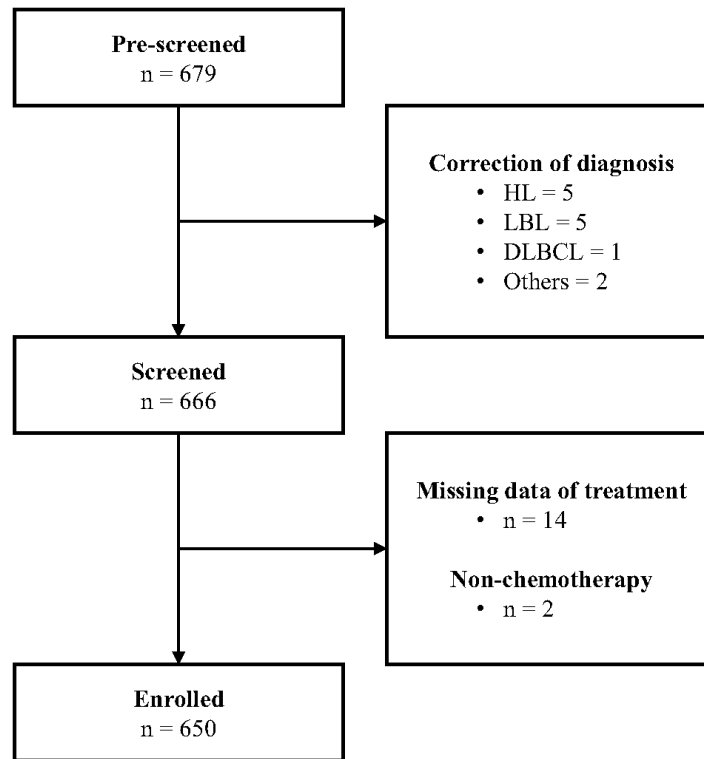 Pre-screened
n = 679
Correction of diagnosis
• HL = 5
• LBL = 5
• DLBCL = 1
• Others = 2
Screened
n = 666
Missing data of treatment
• n = 14
Non-chemotherapy
• n = 2
Enrolled
n = 650